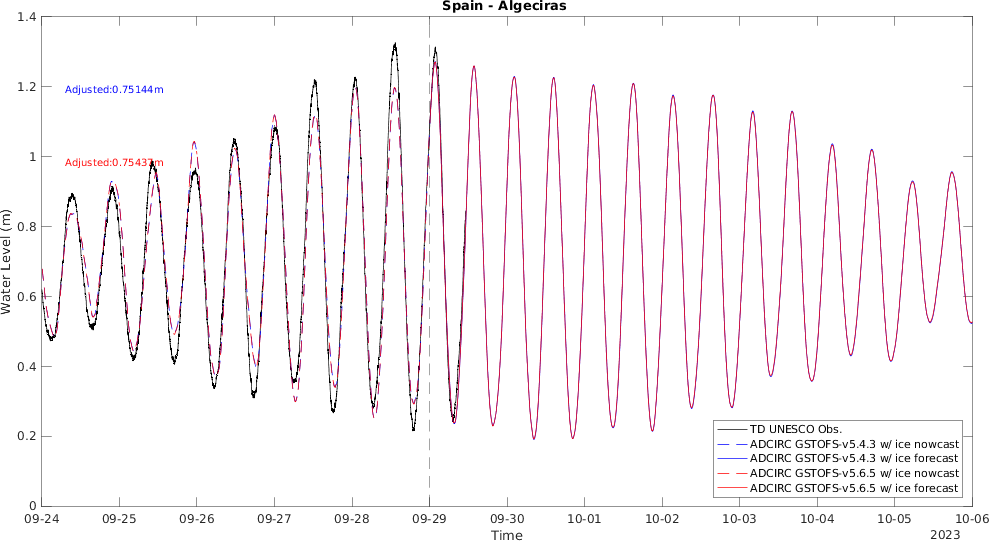 Spain - Algeciras
Water Level (m)
1.4
1.2
1
0.8
0.6
0.4
0.2
0
Adjusted:0.75144m
Adjusted:0.75437m
TD UNESCO Obs.
ADCIRC GSTOFS-v5.4.3 w/ ice nowcast
ADCIRC GSTOFS-v5.4.3 w/ ice forecast
ADCIRC GSTOFS-v5.6.5 w/ ice nowcast
ADCIRC GSTOFS-v5.6.5 w/ ice forecast
09-24 09-25 09-26 09-27 09-28 09-29 09-30 10-01 10-02 10-03 10-04 10-05 10-06
Time
2023